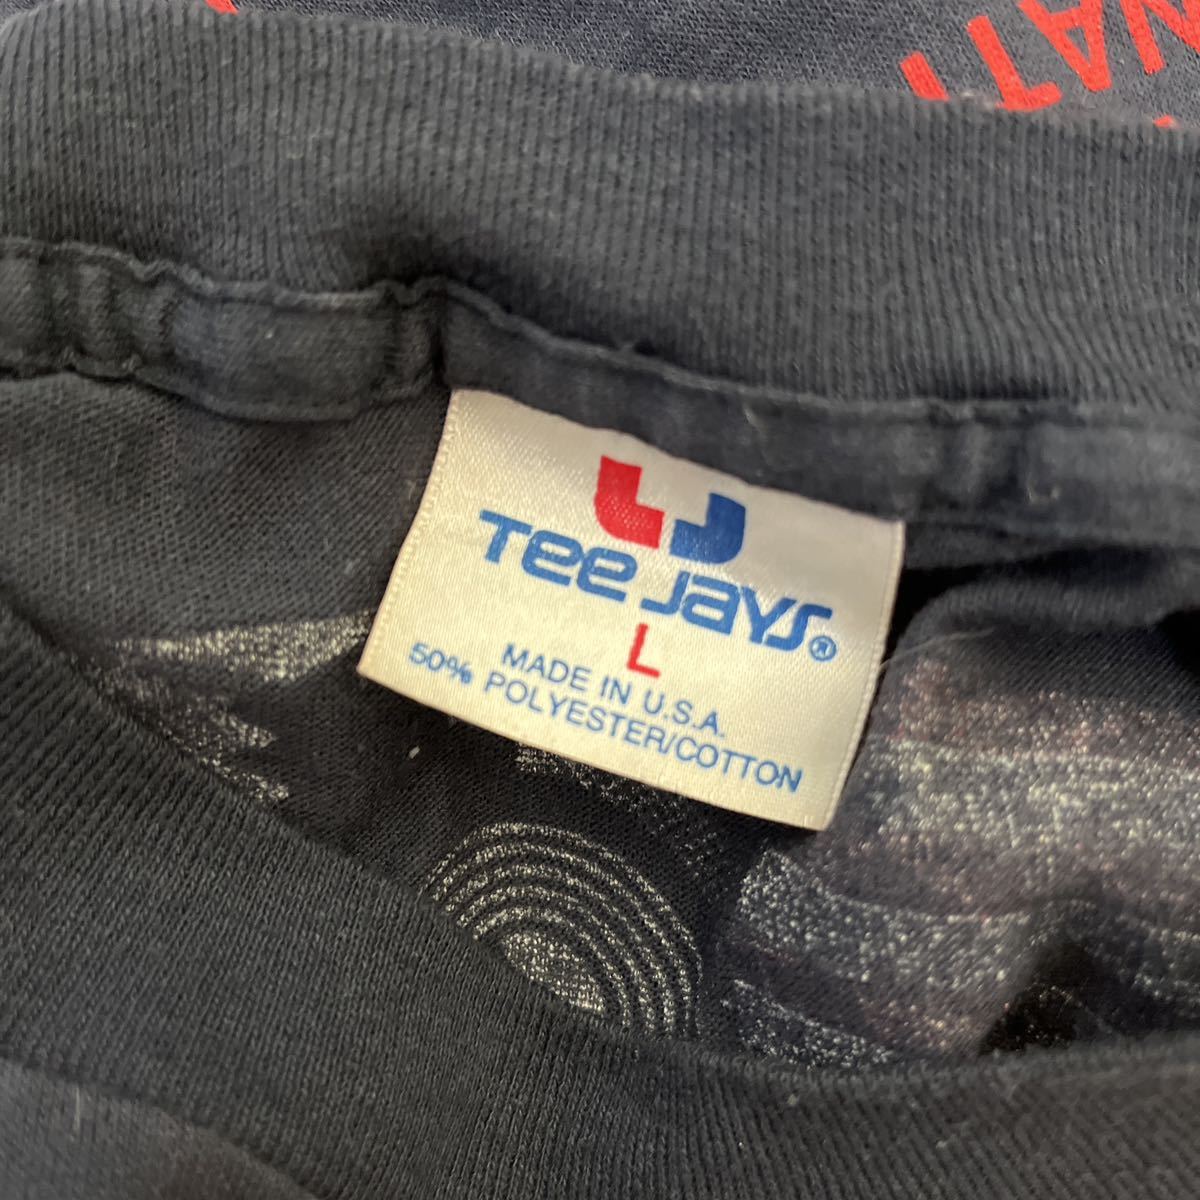 Tee Jays®
L
MADE IN U.S.A.
50% POLYESTER/COTTON